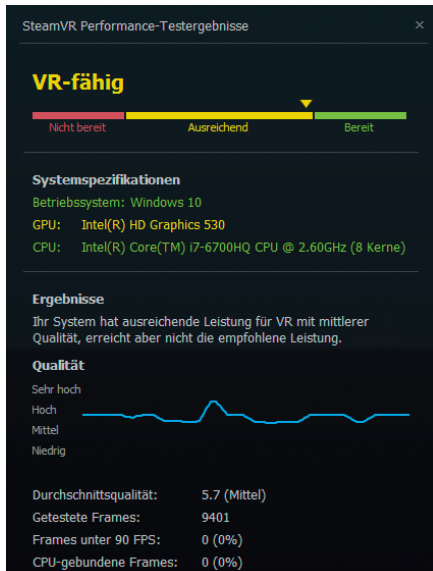 SteamVR Performance-Testergebnisse
VR-fähig
Nicht bereit Ausreichend Bereit
Systemspezifikationen
Betriebssystem: Windows 10
GPU: Intel(R) HD Graphics 530
CPU: Intel(R) Core(TM) i7-6700HQ CPU @ 2.60GHz (8 Kerne)
Ergebnisse
Ihr System hat ausreichende Leistung für VR mit mittlerer
Qualität, erreicht aber nicht die empfohlene Leistung.
Qualität
Sehr hoch
Hoch
Mittel
Niedrig
Durchschnittsqualität: 5.7 (Mittel)
Getestete Frames: 9401
Frames unter 90 FPS: 0 (0%)
CPU-gebundene Frames: 0 (0%)